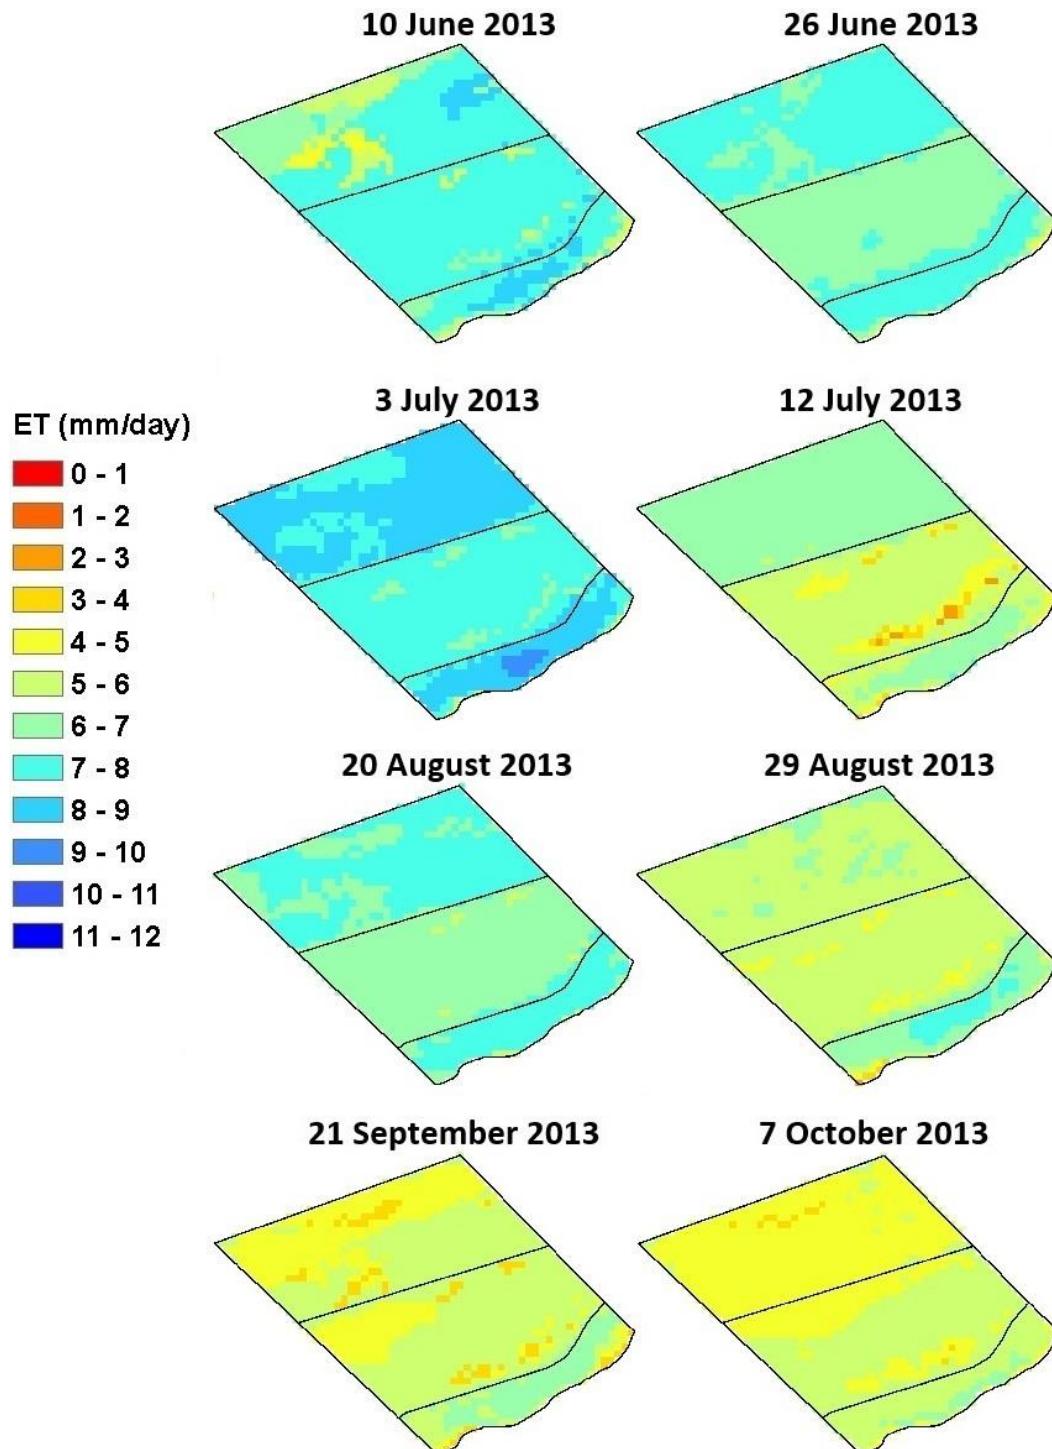 10 June 2013
26 June 2013
3 July 2013
12 July 2013
ET (mm/day)
0 - 1
1 - 2
2 - 3
3 - 4
4 - 5
5 - 6
6 - 7
7 - 8
8 - 9
9 - 10
10 - 11
11 - 12
20 August 2013
29 August 2013
21 September 2013
7 October 2013